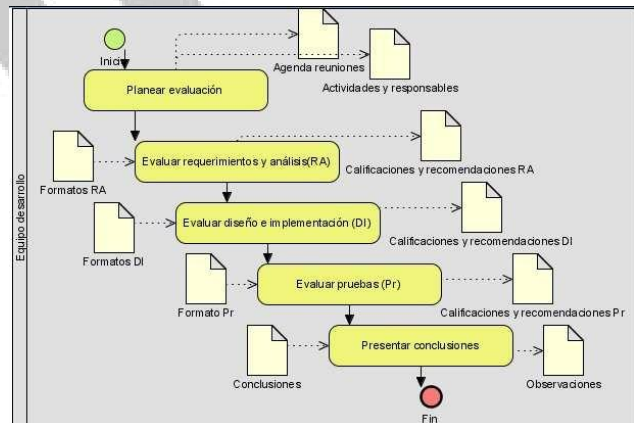 Equipo desarrollo
Inicio
Agenda reuniones
Actividades y responsables
Planear evaluación
Evaluar requerimientos y análisis(RA)
Formatos RA
Calificaciones y recomendaciones RA
Evaluar diseño e implementación (DI)
Formatos DI
Calificaciones y recomendaciones DI
Evaluar pruebas (Pr)
Formato Pr
Calificaciones y recomendaciones Pr
Presentar conclusiones
Conclusiones
Observaciones
Fin